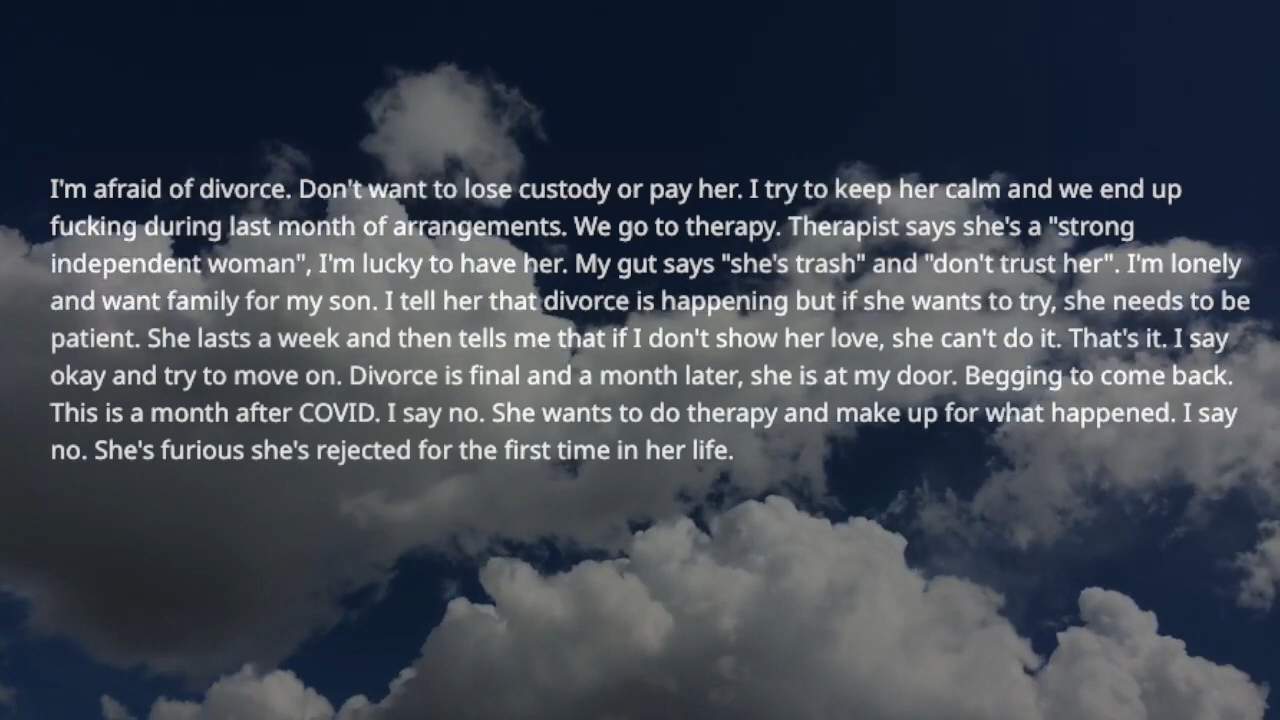 I'm afraid of divorce. Don't want to lose custody or pay her. I try to keep her calm and we end up
fucking during last month of arrangements. We go to therapy. Therapist says she's a "strong
independent woman", I'm lucky to have her. My gut says "she's trash" and "don't trust her". I'm lonely
and want family for my son. I tell her that divorce is happening but if she wants to try, she needs to be
patient. She lasts a week and then tells me that if I don't show her love, she can't do it. That's it. I say
okay and try to move on. Divorce is final and a month later, she is at my door. Begging to come back.
This is a month after COVID. I say no. She wants to do therapy and make up for what happened. I say
no. She's furious she's rejected for the first time in her life.